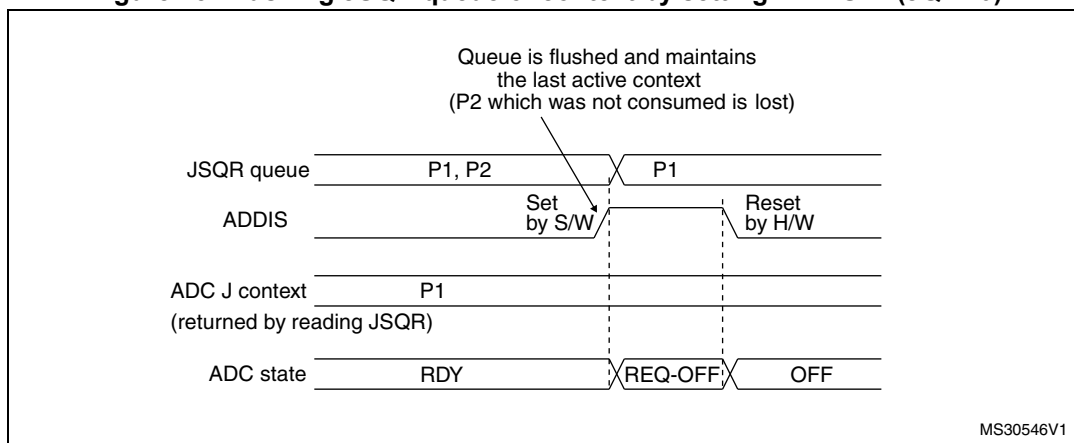 Queue is flushed and maintains
the last active context
(P2 which was not consumed is lost)
JSQR queue
P1, P2
P1
ADDIS
Set
by S/W
Reset
by H/W
ADC J context
P1
(returned by reading JSQR)
ADC state
RDY
REQ-OFF
OFF
MS30546V1